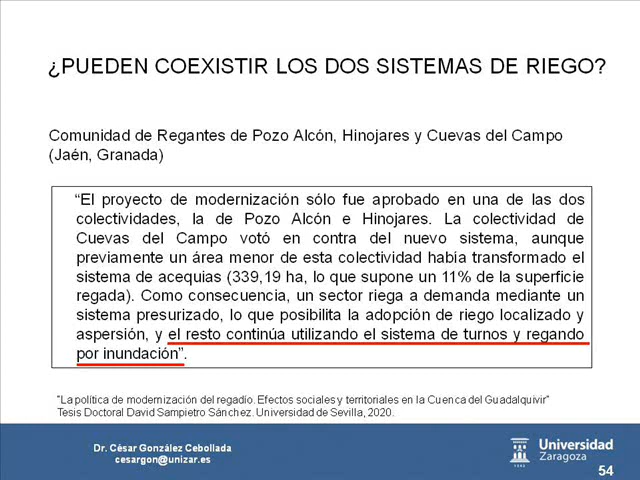 ¿PUEDEN COEXISTIR LOS DOS SISTEMAS DE RIEGO?
Comunidad de Regantes de Pozo Alcón, Hinojares y Cuevas del Campo
(Jaén, Granada)
“El proyecto de modernización sólo fue aprobado en una de las dos
colectividades, la de Pozo Alcón e Hinojares. La colectividad de
Cuevas del Campo votó en contra del nuevo sistema, aunque
previamente un área menor de esta colectividad había transformado el
sistema de acequias (339,19 ha, lo que supone un 11% de la superficie
regada). Como consecuencia, un sector riega a demanda mediante un
sistema presurizado, lo que posibilita la adopción de riego localizado y
aspersión, y el resto continúa utilizando el sistema de turnos y regando
por inundación”.
“La política de modernización del regadío. Efectos sociales y territoriales en la Cuenca del Guadalquivir”
Tesis Doctoral David Sampietro Sánchez. Universidad de Sevilla, 2020.
Dr. César González Cebollada
cesargon@unizar.es
Universidad
Zaragoza
1542
54